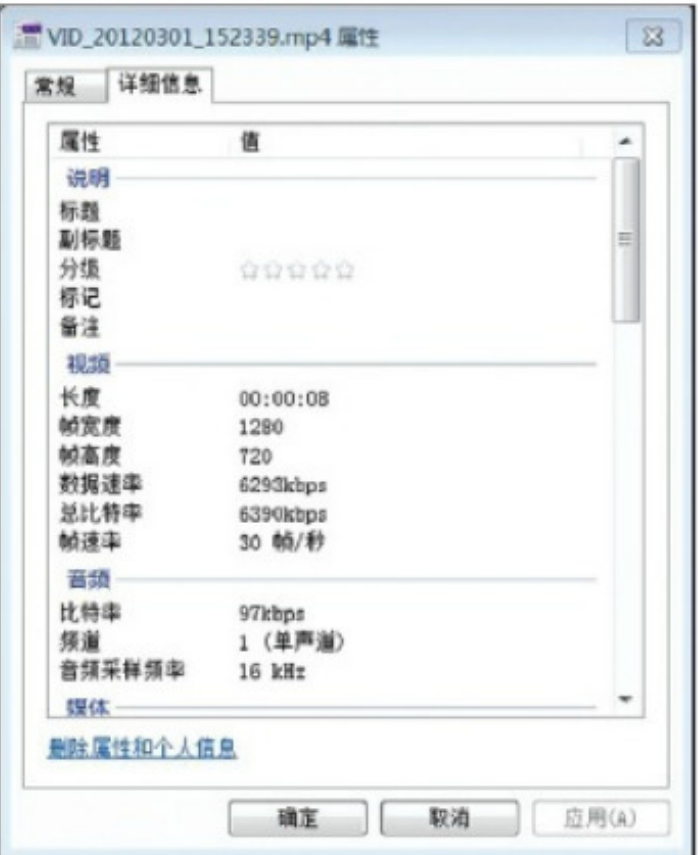 VID_20120301_152339.mp4 属性
常规 详细信息
属性 值
说明
标题
副标题
分级
标记
备注
视频
长度 00:00:08
帧宽度 1280
帧高度 720
数据速率 6293kbps
总比特率 6390kbps
帧速率 30 帧/秒
音频
比特率 97kbps
频道 1 (单声道)
音频采样频率 16 kHz
媒体
删除属性和个人信息
确定 取消 应用(A)